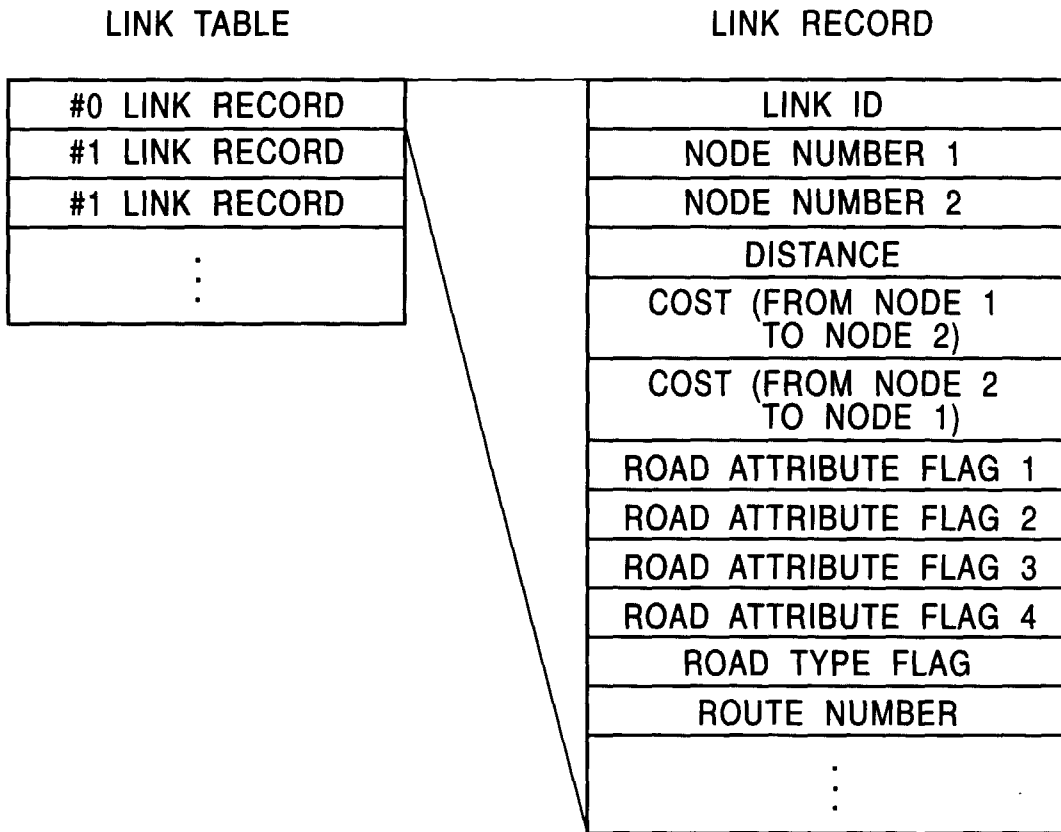 LINK TABLE
#0 LINK RECORD
#1 LINK RECORD
#1 LINK RECORD
LINK RECORD
LINK ID
NODE NUMBER 1
NODE NUMBER 2
DISTANCE
COST (FROM NODE 1
TO NODE 2)
COST (FROM NODE 2
TO NODE 1)
ROAD ATTRIBUTE FLAG 1
ROAD ATTRIBUTE FLAG 2
ROAD ATTRIBUTE FLAG 3
ROAD ATTRIBUTE FLAG 4
ROAD TYPE FLAG
ROUTE NUMBER